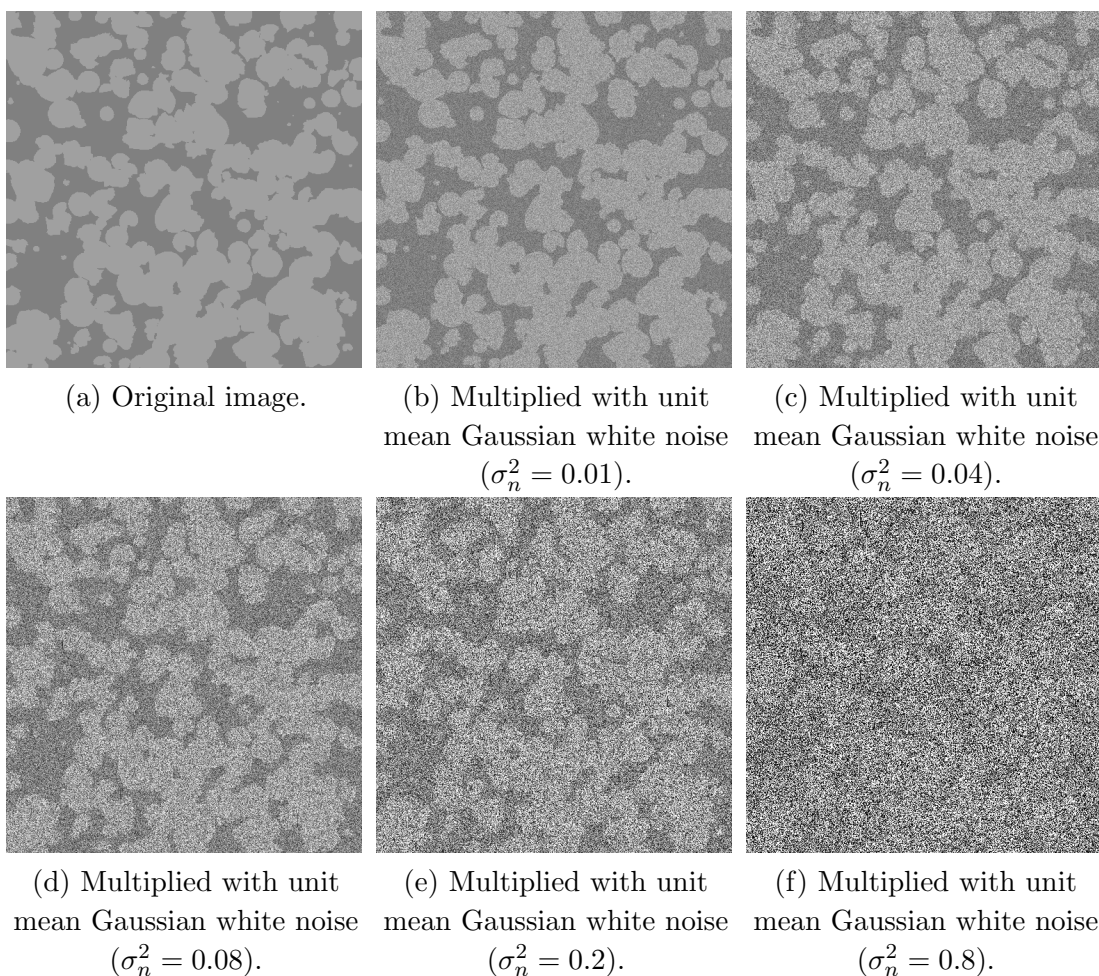 (a) Original image.
(b) Multiplied with unit
mean Gaussian white noise
(σ_n^2 = 0.01).
(c) Multiplied with unit
mean Gaussian white noise
(σ_n^2 = 0.04).
(d) Multiplied with unit
mean Gaussian white noise
(σ_n^2 = 0.08).
(e) Multiplied with unit
mean Gaussian white noise
(σ_n^2 = 0.2).
(f) Multiplied with unit
mean Gaussian white noise
(σ_n^2 = 0.8).